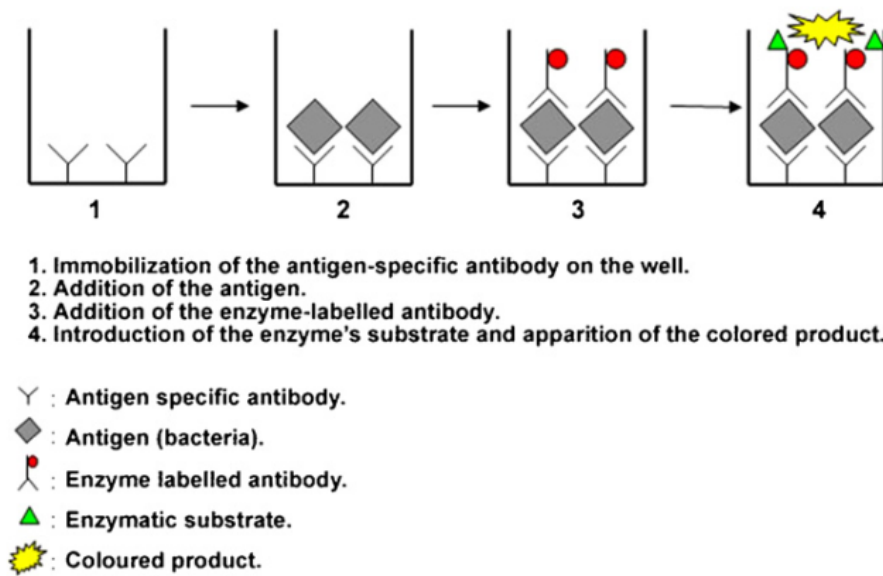 1
2
3
4
1. Immobilization of the antigen-specific antibody on the well.
2. Addition of the antigen.
3. Addition of the enzyme-labelled antibody.
4. Introduction of the enzyme's substrate and apparition of the colored product.
: Antigen specific antibody.
: Antigen (bacteria).
: Enzyme labelled antibody.
: Enzymatic substrate.
: Coloured product.